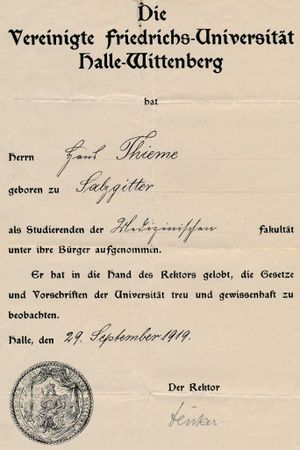 Die
Vereinigte Friedrichs-Universität
Halle-Wittenberg
hat
Herrn Hans Thieme
geboren zu Salzgitter
als Studierenden der Medizinischen fakultät
unter ihre Bürger aufgenommen.
Er hat in die Hand des Rektors gelobt, die Gesetze
und Vorschriften der Universität treu und gewissenhaft zu
beobachten.
Halle, den 29. September 1919.
Der Rektor